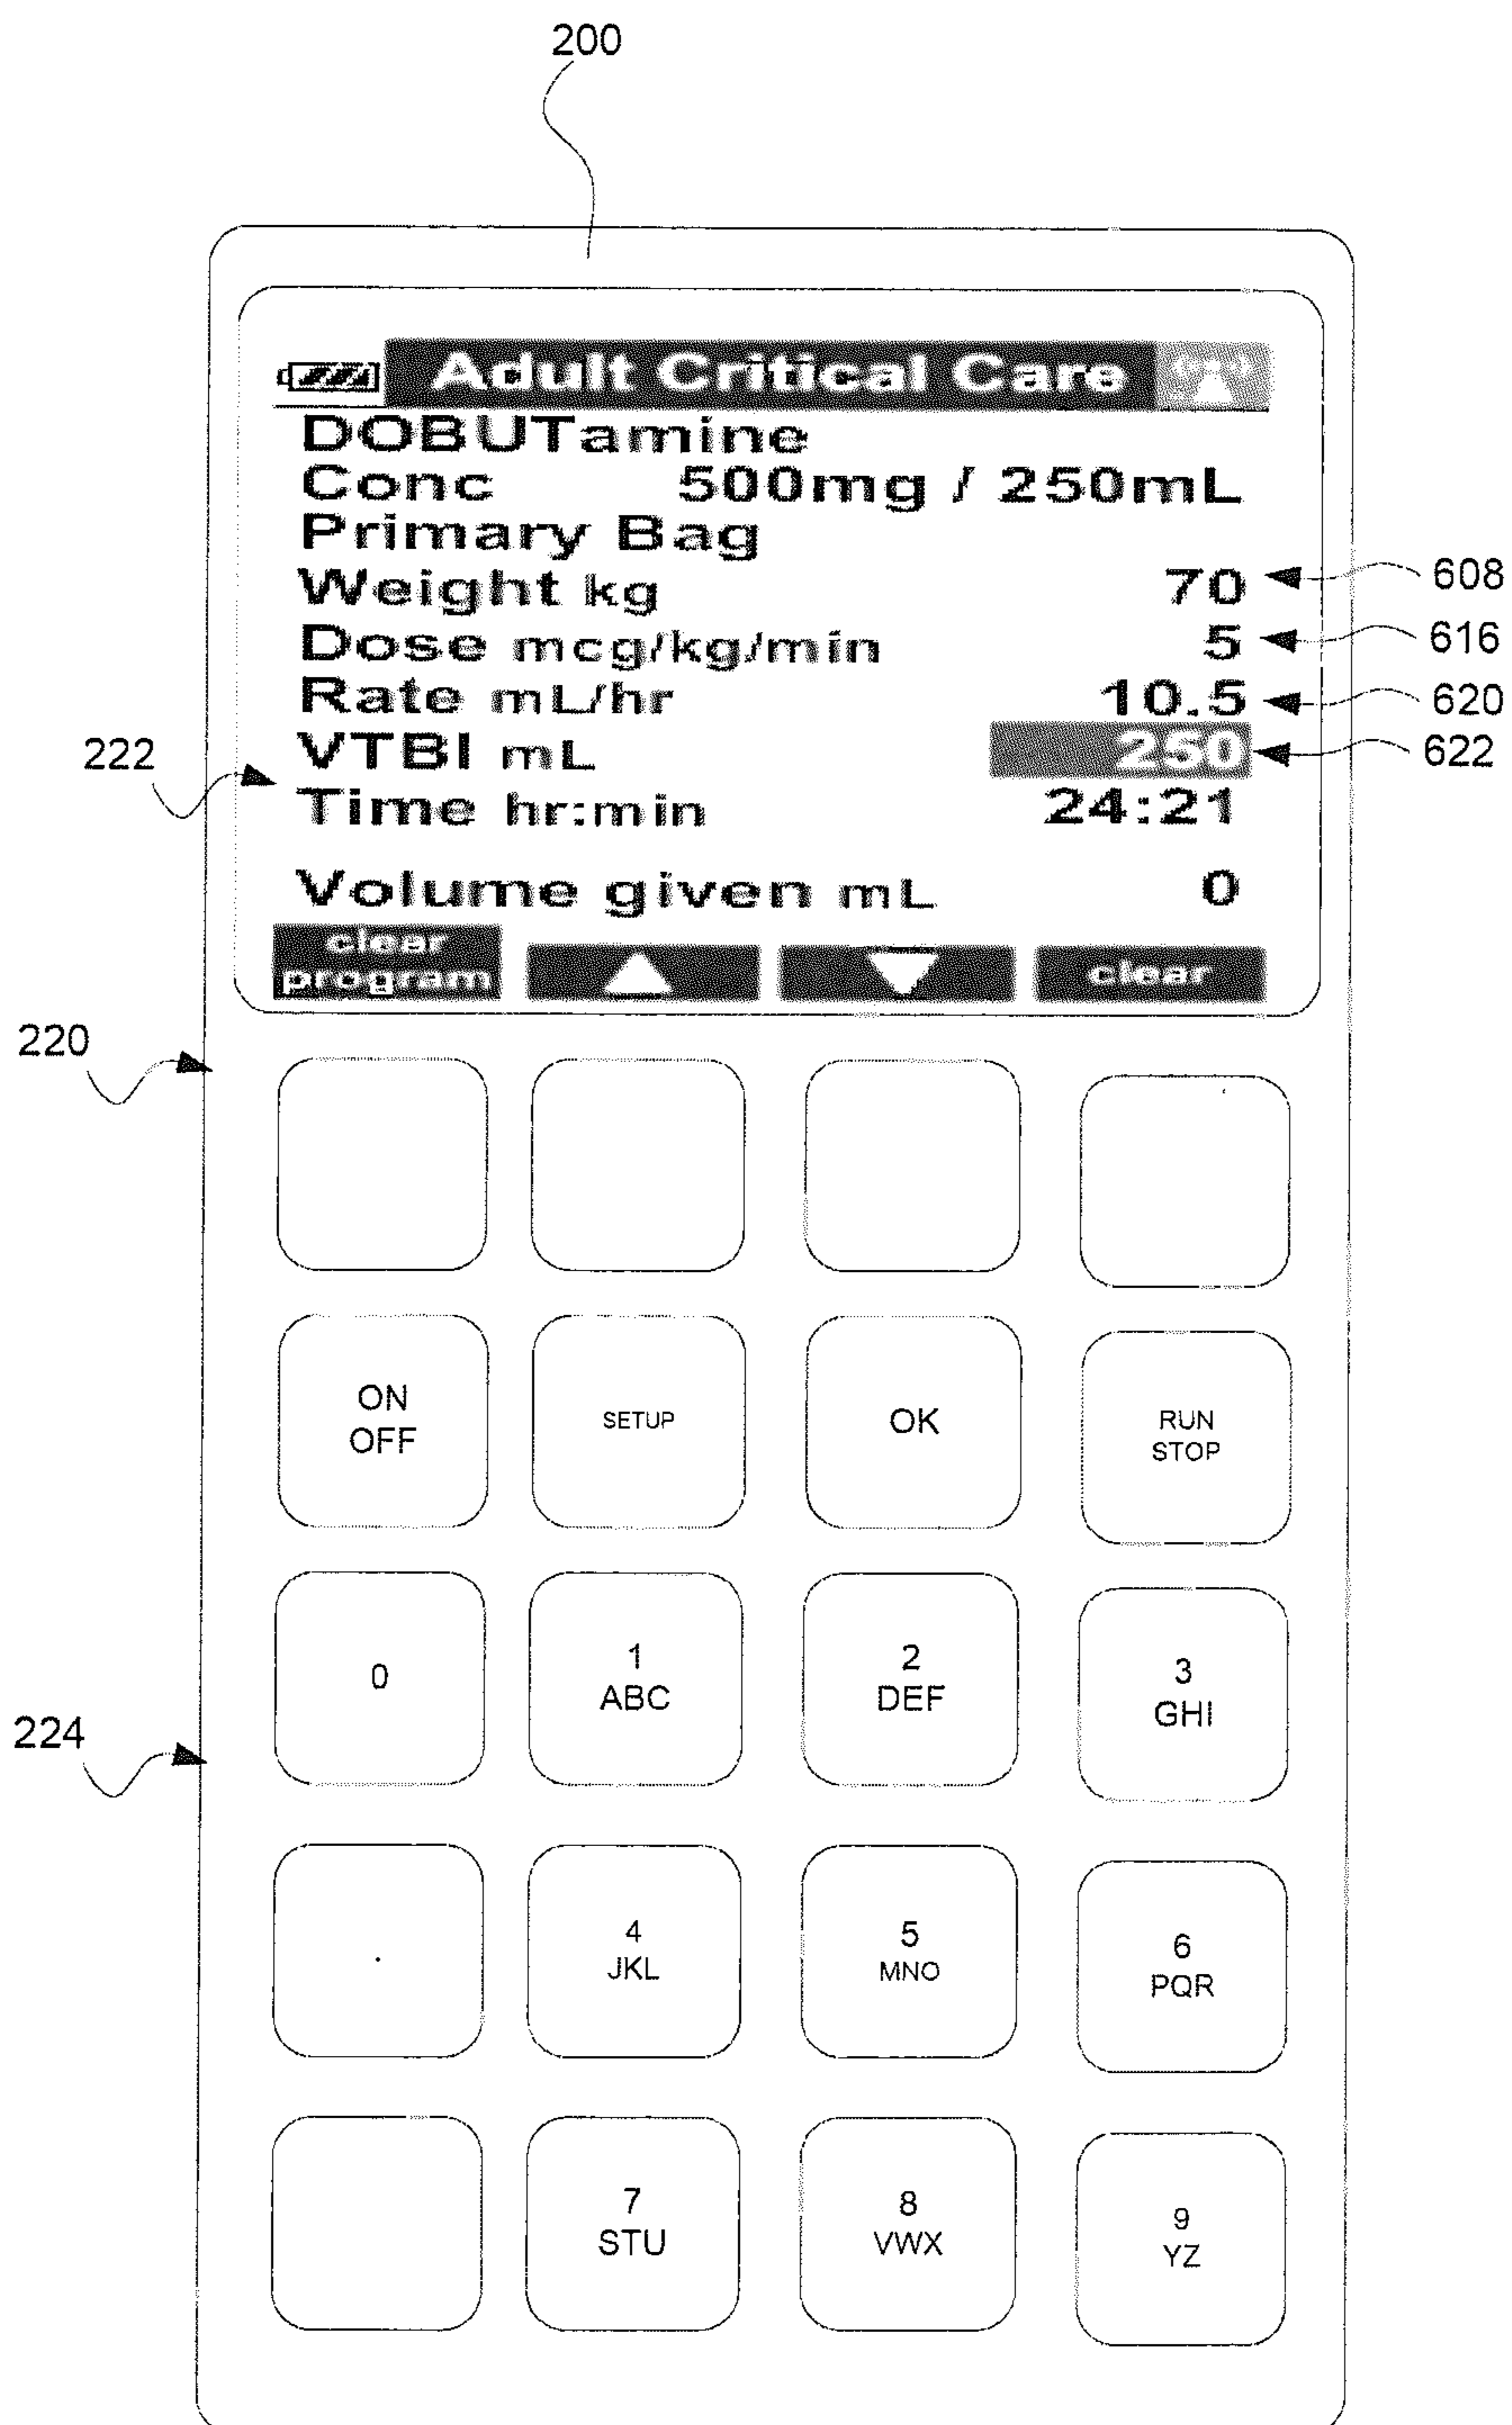 200
Adult Critical Care
DOBUTamine
Conc 500mg / 250mL
Primary Bag
Weight kg 70 608
Dose mcg/kg/min 5 616
Rate mL/hr 10.5 620
VTBI mL 250 622
222
Time hr:min 24:21
Volume given mL 0
clear program
clear
220
ON OFF
SETUP
OK
RUN STOP
0
1 ABC
2 DEF
3 GHI
224
.
4 JKL
5 MNO
6 PQR
7 STU
8 VWX
9 YZ